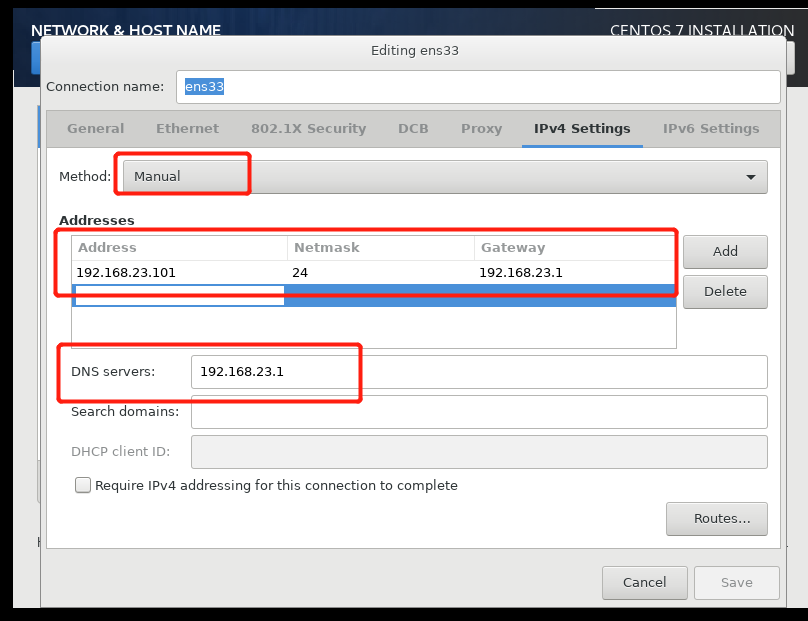 NETWORK & HOST NAME
CENTOS 7 INSTALLATION
Editing ens33
Connection name: ens33
General Ethernet 802.1X Security DCB Proxy IPv4 Settings IPv6 Settings
Method: Manual
Addresses
Address Netmask Gateway Add
192.168.23.101 24 192.168.23.1
Delete
DNS servers: 192.168.23.1
Search domains:
DHCP client ID:
Require IPv4 addressing for this connection to complete
Routes...
Cancel Save